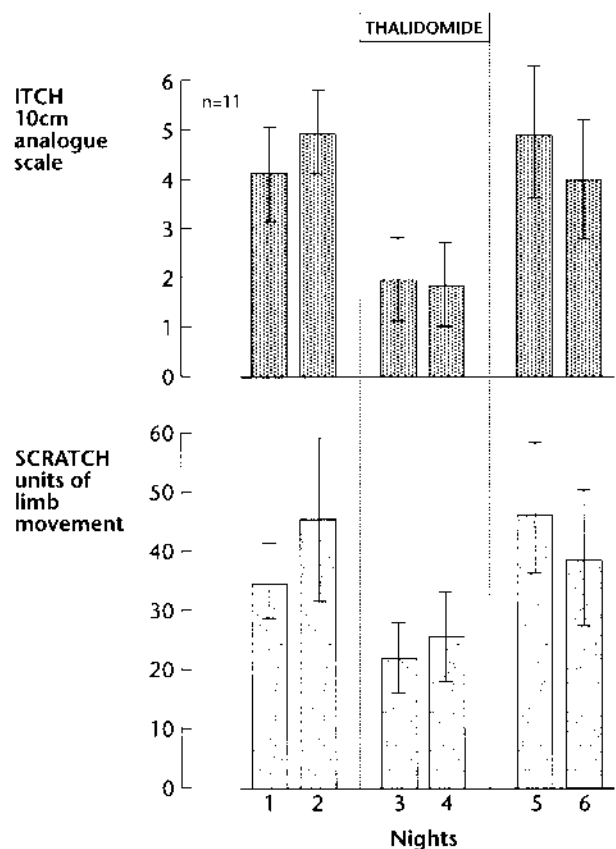 THALIDOMIDE
ITCH
10cm
analogue
scale
n=11
6
5
4
3
2
1
0
SCRATCH
units of
limb
movement
60
50
40
30
20
10
0
1 2 3 4 5 6
Nights